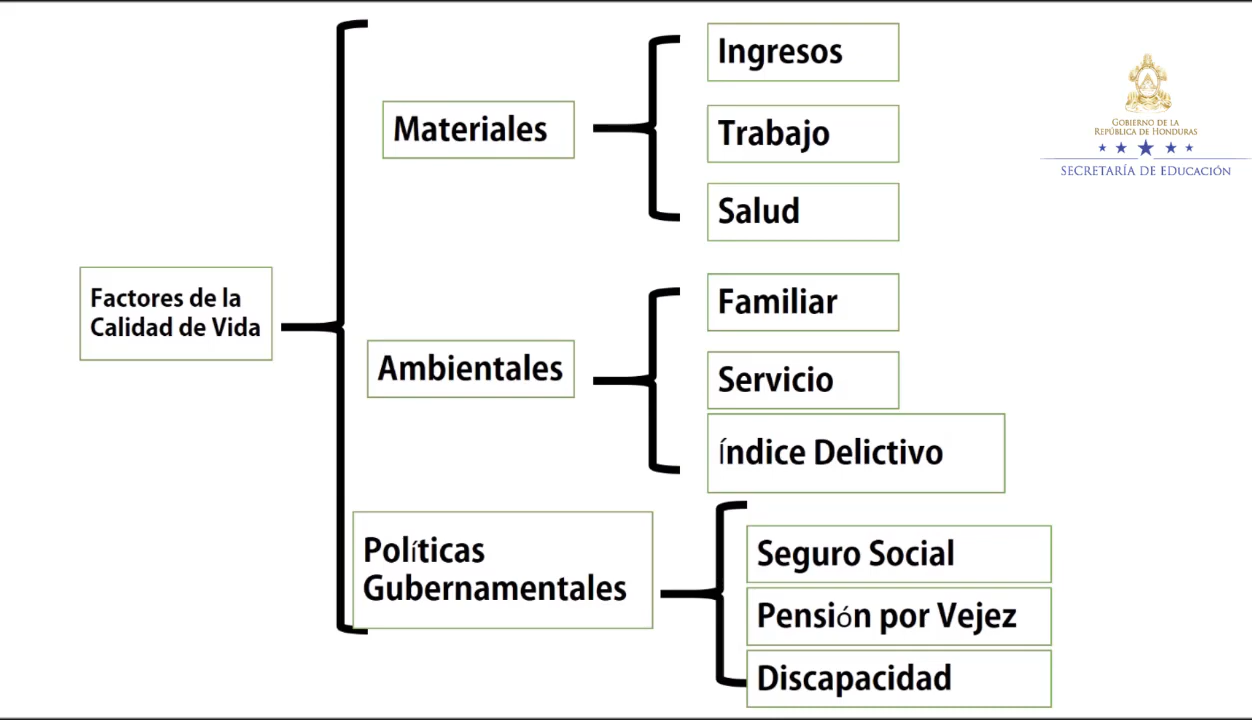 Factores de la
Calidad de Vida
Materiales
Ingresos
Trabajo
Salud
Ambientales
Familiar
Servicio
índice Delictivo
Políticas
Gubernamentales
Seguro Social
Pensión por Vejez
Discapacidad
GOBIERNO DE LA
REPÚBLICA DE HONDURAS
SECRETARÍA DE EDUCACIÓN